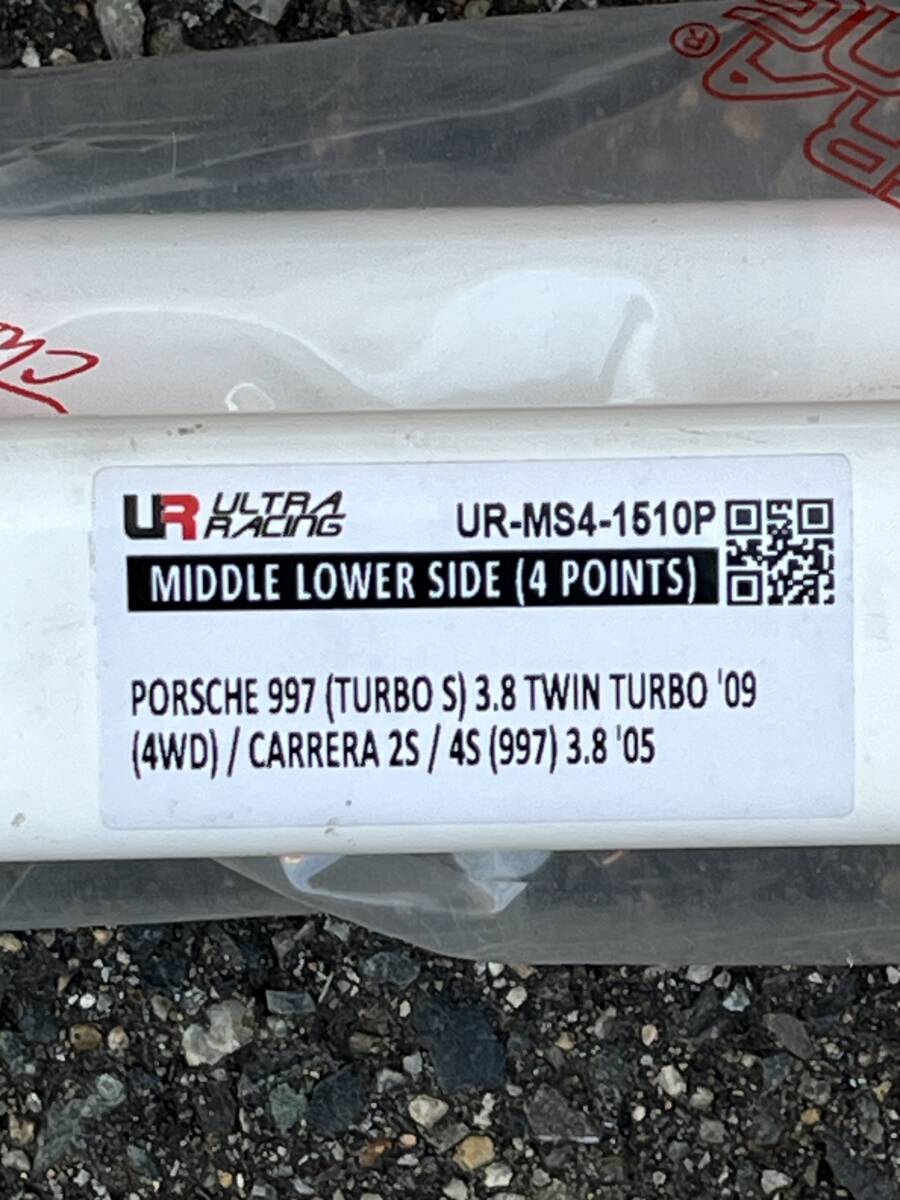 ®
UR ULTRA RACING
UR-MS4-1510P
MIDDLE LOWER SIDE (4 POINTS)
PORSCHE 997 (TURBO S) 3.8 TWIN TURBO '09
(4WD) / CARRERA 2S / 4S (997) 3.8 '05